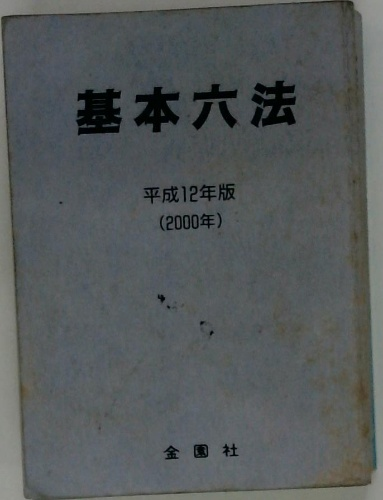 基本六法
平成12年版
(2000年)
金園社